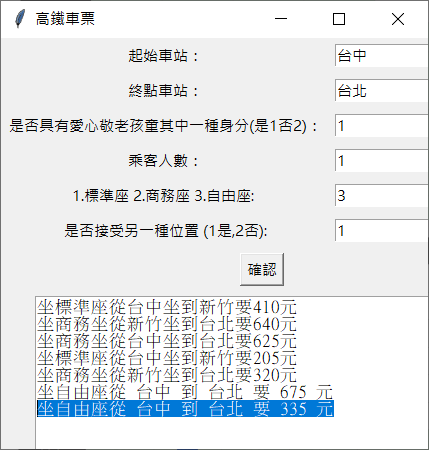 高鐵車票
起始車站：
台中
終點車站：
台北
是否具有愛心敬老孩童其中一種身分(是1否2)：
1
乘客人數：
1
1.標準座 2.商務座 3.自由座:
3
是否接受另一種位置 (1是,2否):
1
確認
坐標準座從台中坐到新竹要410元
坐商務坐從新竹坐到台北要640元
坐商務座從台中坐到台北要625元
坐標準座從台中坐到新竹要205元
坐商務坐從新竹坐到台北要320元
坐自由座從 台中 到 台北 要 675 元
坐自由座從 台中 到 台北 要 335 元